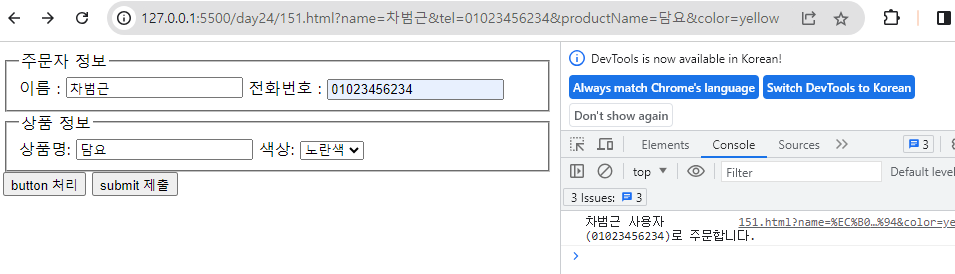 127.0.0.1:5500/day24/151.html?name=차범근&tel=01023456234&productName=담요&color=yellow
주문자 정보
이름 : 차범근 전화번호 : 01023456234
상품 정보
상품명: 담요 색상: 노란색
button 처리 submit 제출
DevTools is now available in Korean!
Always match Chrome's language Switch DevTools to Korean
Don't show again
Elements Console Sources 3
top Filter Default leve
3 Issues: 3
차범근 사용자 151.html?name=%EC%B0…%94&color=ye
(01023456234)로 주문합니다.